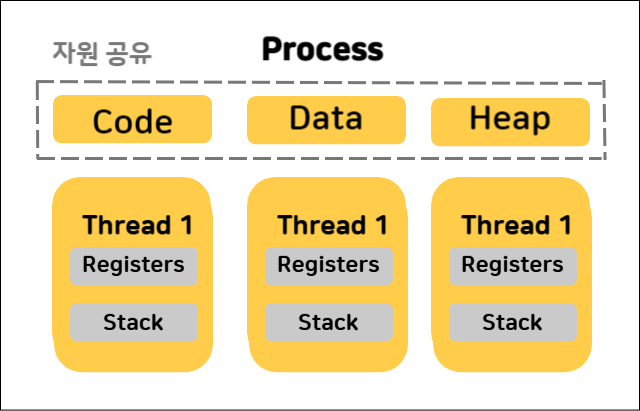 자원 공유
Process
Code
Data
Heap
Thread 1
Registers
Stack
Thread 1
Registers
Stack
Thread 1
Registers
Stack